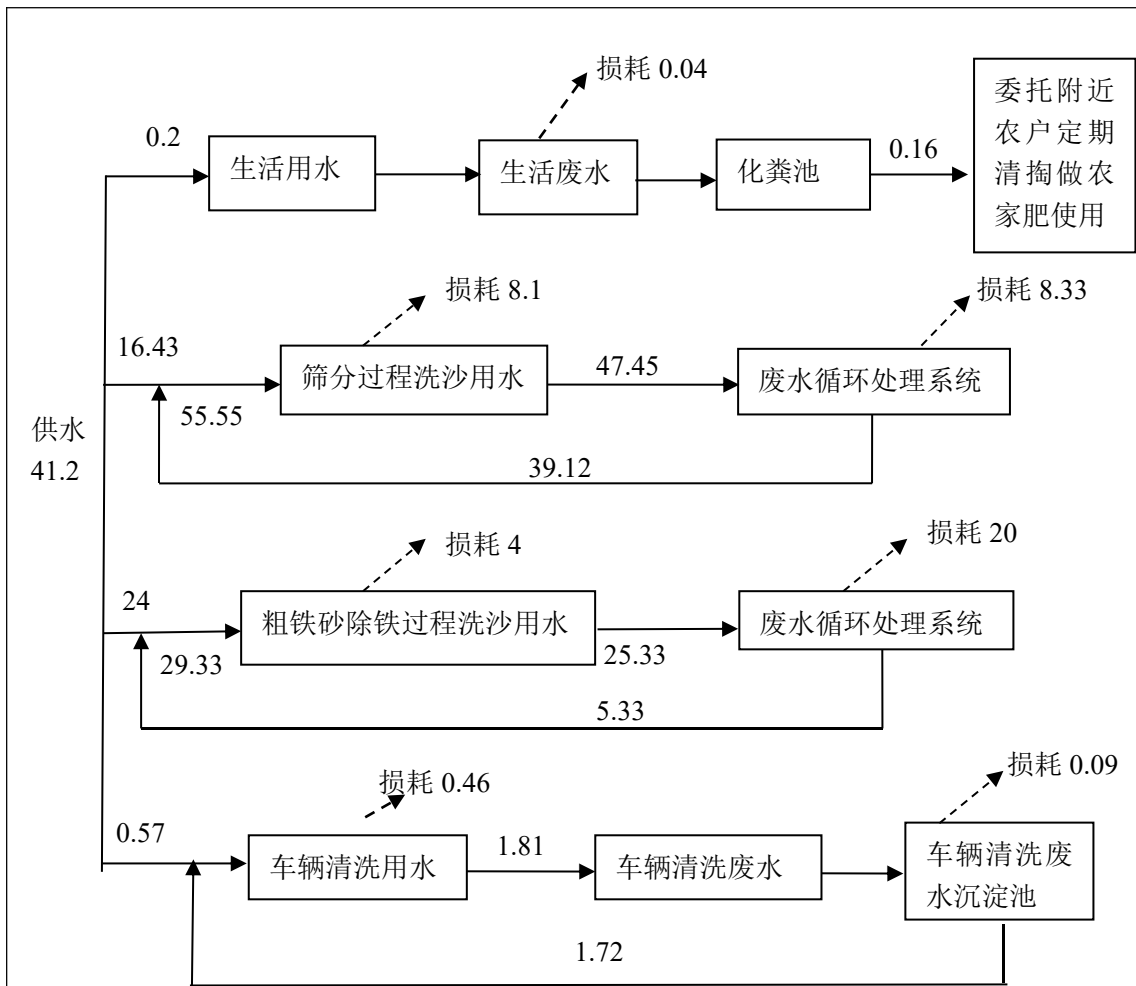 损耗 0.04
0.2
生活用水
生活废水
化粪池
0.16
委托附近
农户定期
清掏做农
家肥使用
损耗 8.1
损耗 8.33
16.43
筛分过程洗沙用水
47.45
废水循环处理系统
55.55
39.12
供水
41.2
损耗 4
损耗 20
24
粗铁砂除铁过程洗沙用水
废水循环处理系统
29.33
25.33
5.33
损耗 0.46
损耗 0.09
0.57
车辆清洗用水
1.81
车辆清洗废水
车辆清洗废
水沉淀池
1.72